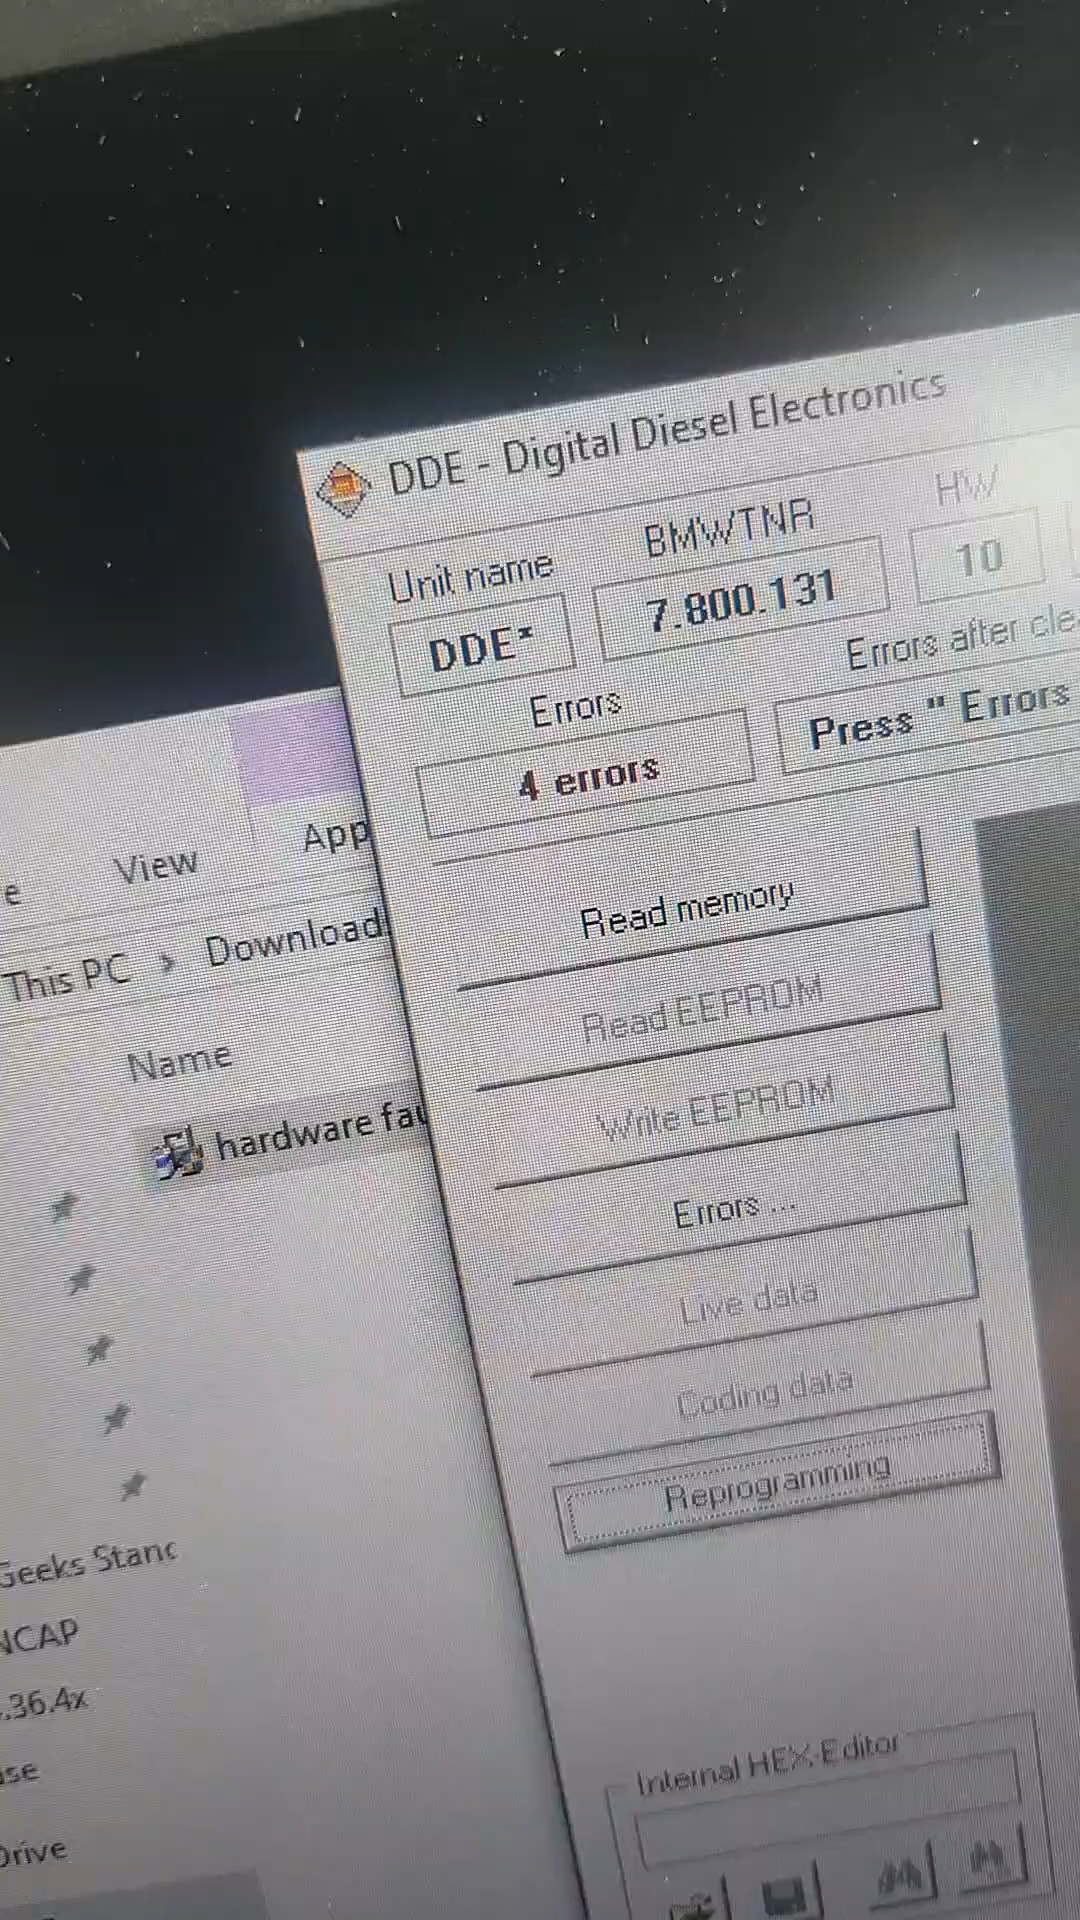 DDE - Digital Diesel Electronics
Unit name
BMWTNR
HW
DDE*
7.800.131
10
Errors
Errors after cle
4 errors
Press " Errors
Read memory
Read EEPROM
Write EEPROM
Errors ...
Live data
Coding data
Reprogramming
Internal HEX-Editor
e
View
App
This PC > Download
Name
hardware fau
Geeks Stanc
NCAP
.36.4x
use
Drive